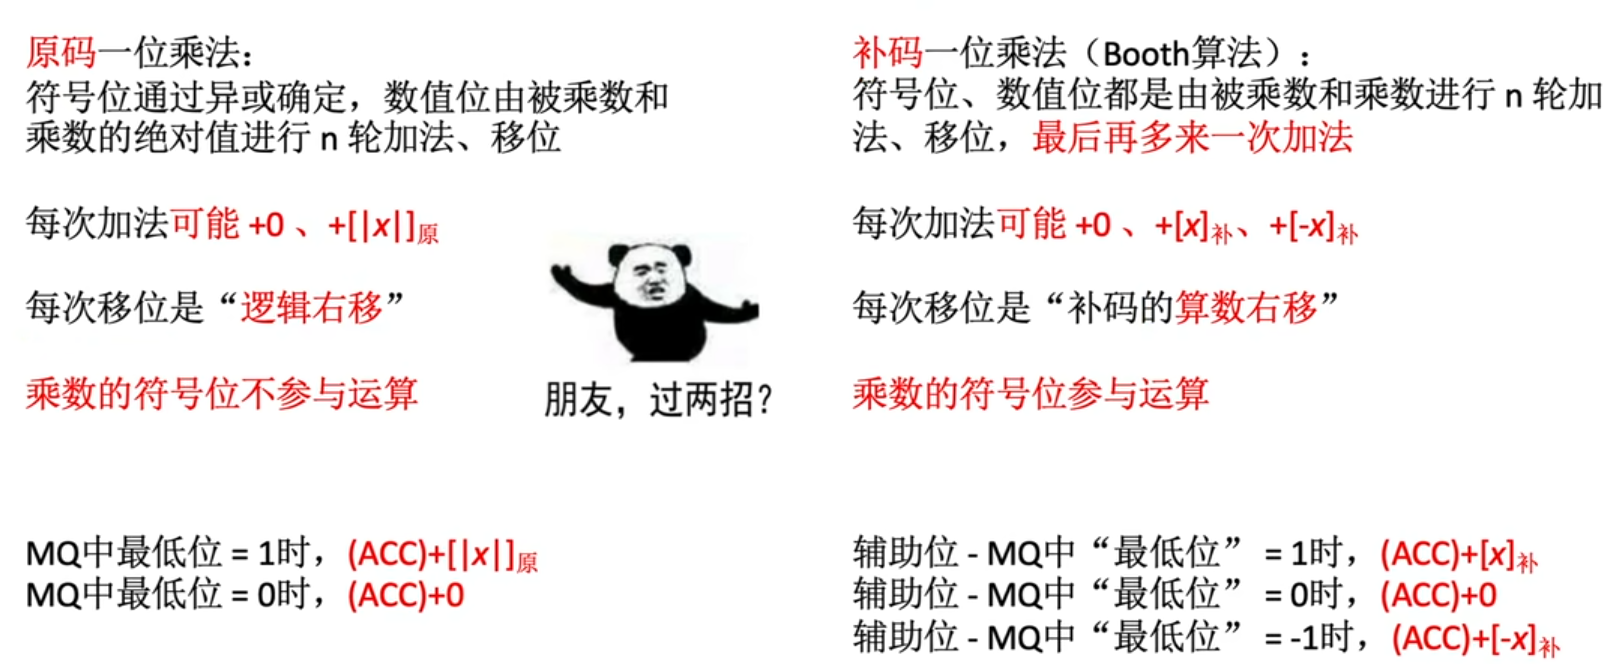 原码一位乘法：
符号位通过异或确定，数值位由被乘数和
乘数的绝对值进行 n 轮加法、移位
每次加法可能 +0 、+[|x|]原
每次移位是“逻辑右移”
乘数的符号位不参与运算
MQ中最低位 = 1时，(ACC)+[|x|]原
MQ中最低位 = 0时，(ACC)+0
朋友，过两招？
补码一位乘法（Booth算法）：
符号位、数值位都是由被乘数和乘数进行 n 轮加
法、移位，最后再多来一次加法
每次加法可能 +0 、+[x]补、+[-x]补
每次移位是“补码的算数右移”
乘数的符号位参与运算
辅助位 - MQ中“最低位” = 1时，(ACC)+[x]补
辅助位 - MQ中“最低位” = 0时，(ACC)+0
辅助位 - MQ中“最低位” = -1时，(ACC)+[-x]补